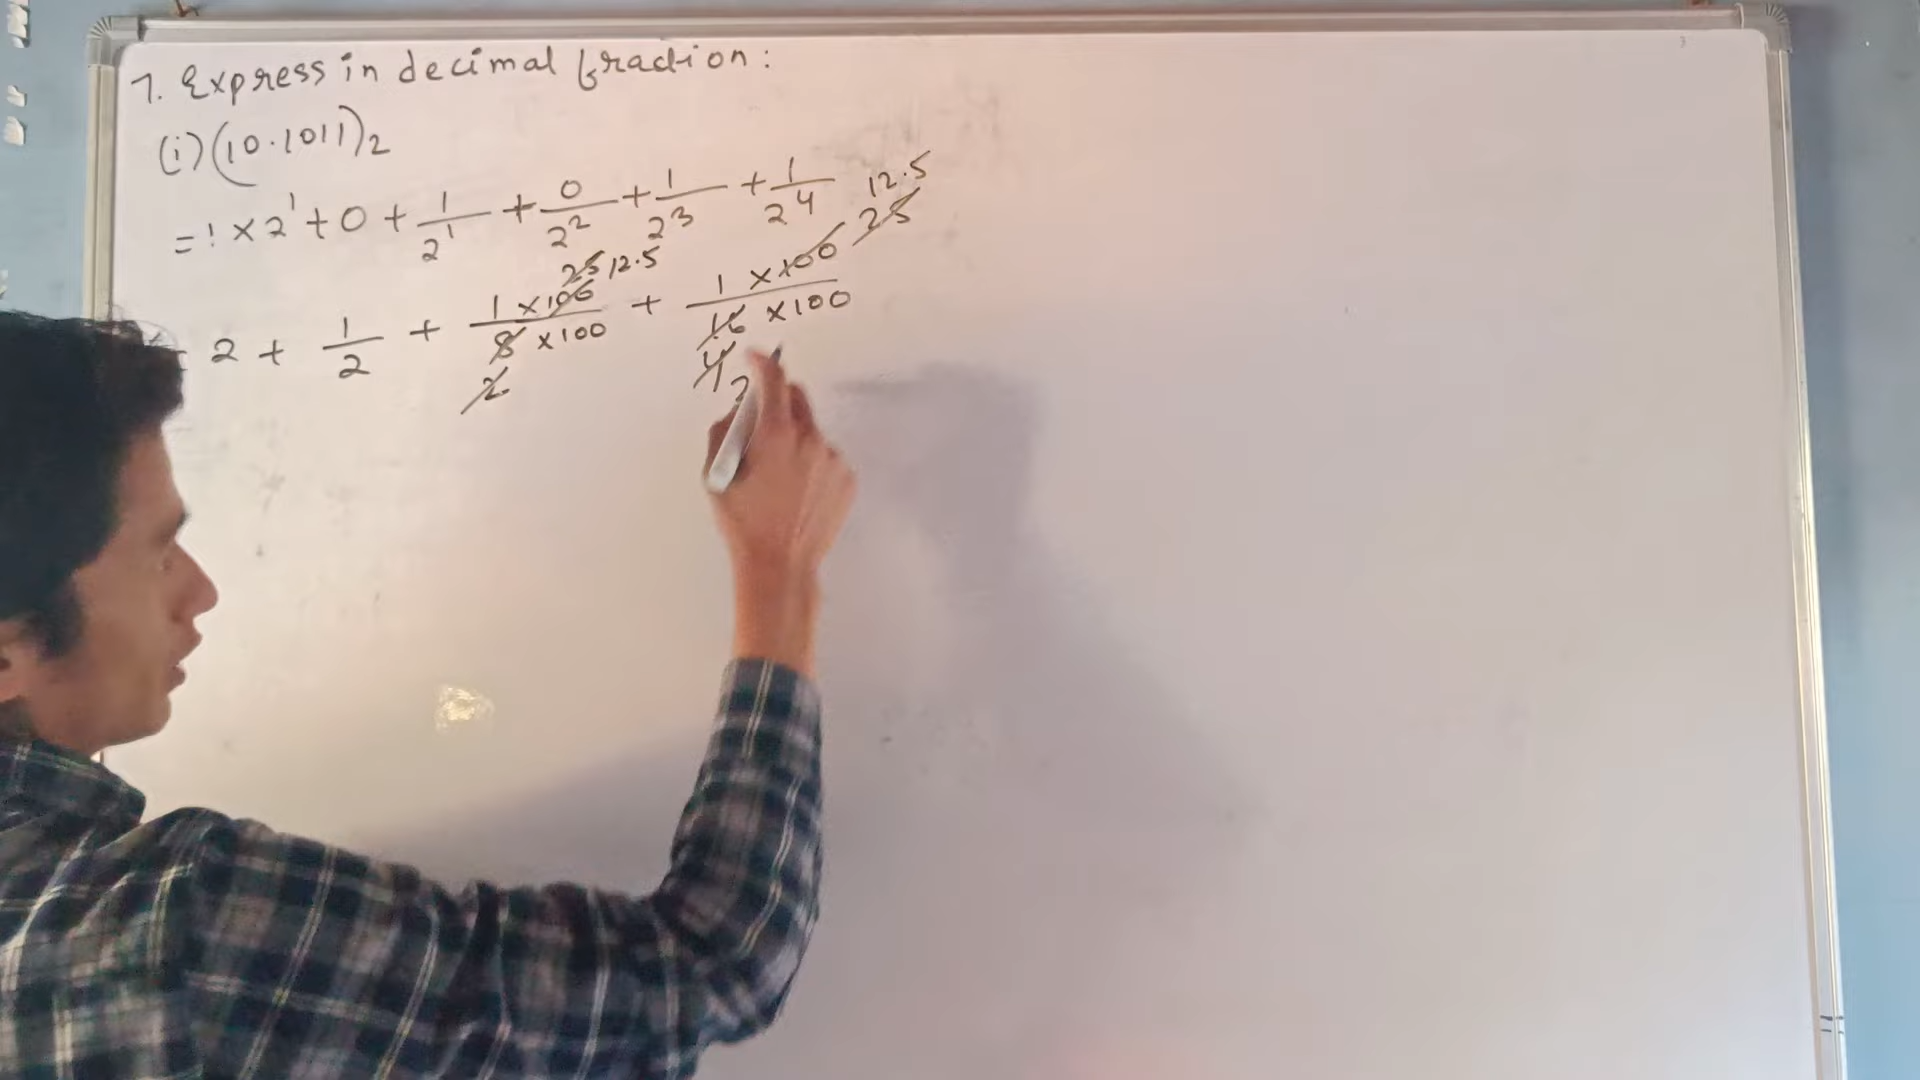 7. Express in decimal fraction:
(i) (10.1011)₂
= 1 × 2¹ + 0 + 1/2¹ + 0/2² + 1/2³ + 1/2⁴
25 12.5
12.5
25
2 + 1/2 + 1 × 100/8 × 100 + 1 × 100/16 × 100
2
4 2